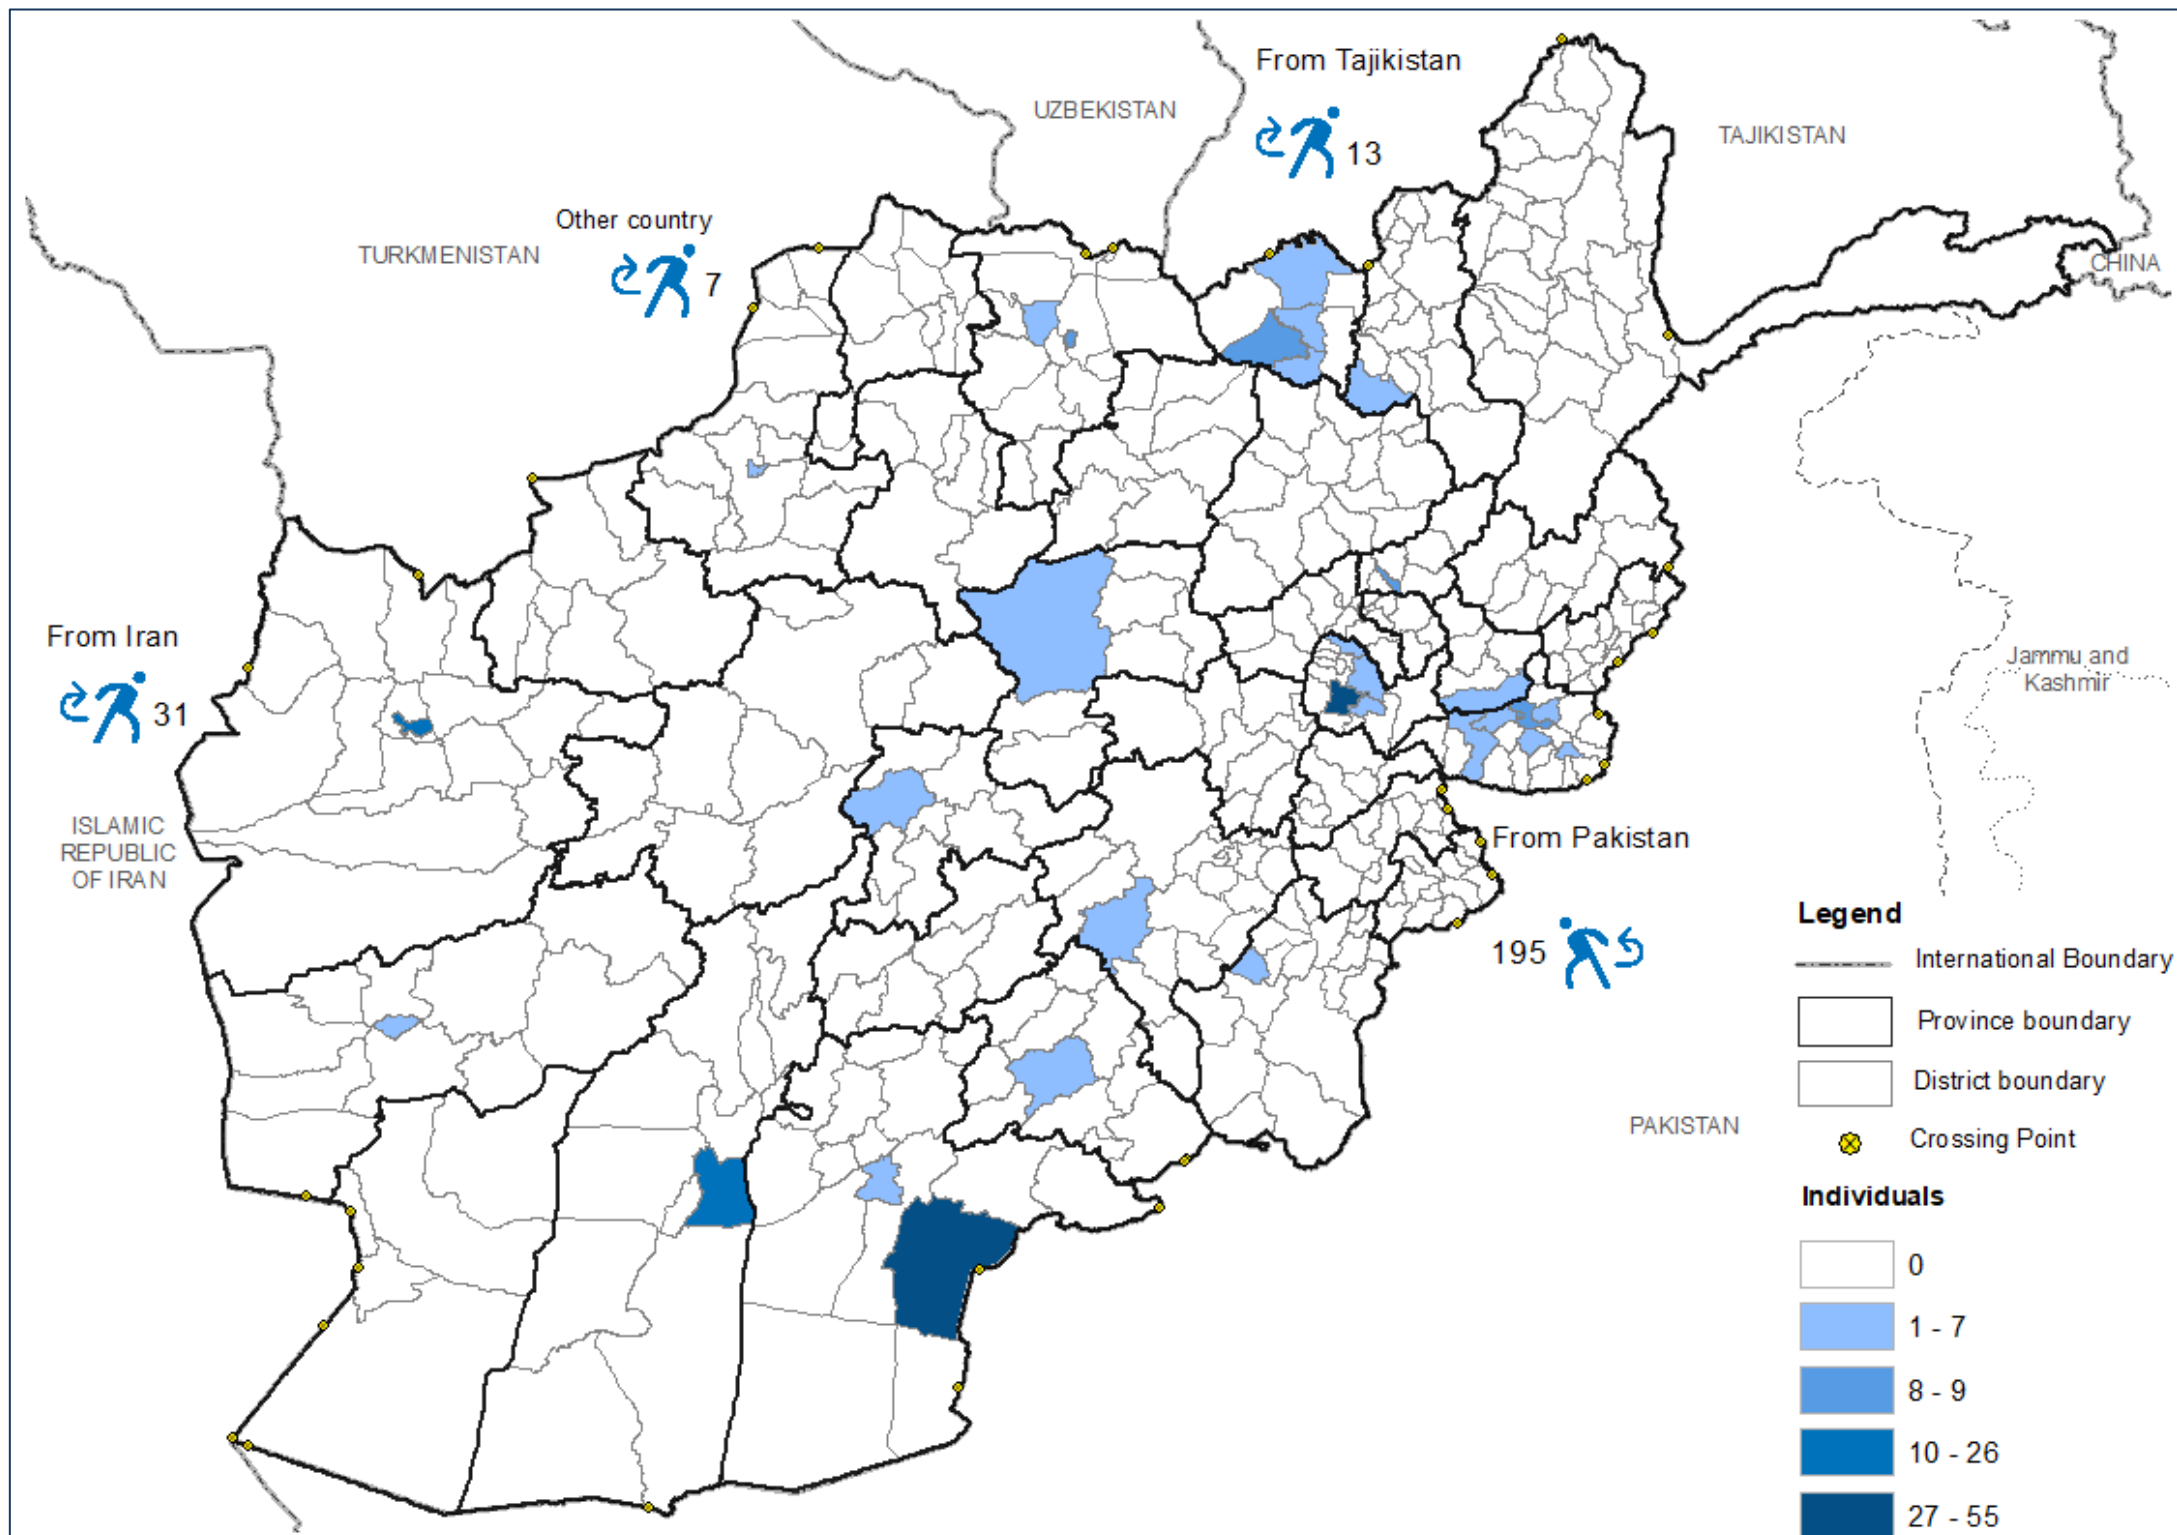 From Tajikistan
13
UZBEKISTAN
TAJIKISTAN
Other country
7
TURKMENISTAN
CHINA
From Iran
31
Jammu and
Kashmir
ISLAMIC
REPUBLIC
OF IRAN
From Pakistan
195
PAKISTAN
Legend
International Boundary
Province boundary
District boundary
Crossing Point
Individuals
0
1 - 7
8 - 9
10 - 26
27 - 55